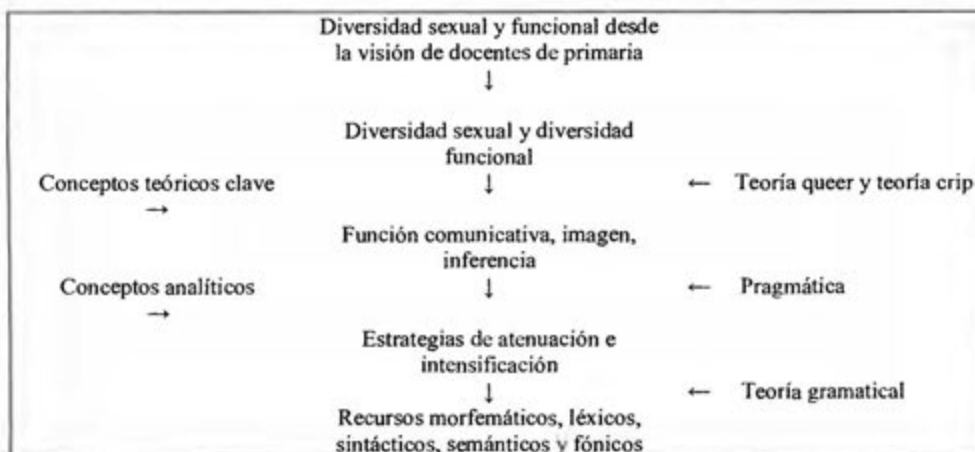 Diversidad sexual y funcional desde
la visión de docentes de primaria
↓
Diversidad sexual y diversidad
funcional
Conceptos teóricos clave ↓ ← Teoría queer y teoría crip
→
Función comunicativa, imagen,
inferencia
Conceptos analíticos ↓ ← Pragmática
→
Estrategias de atenuación e
intensificación
↓ ← Teoría gramatical
Recursos morfemáticos, léxicos,
sintácticos, semánticos y fónicos